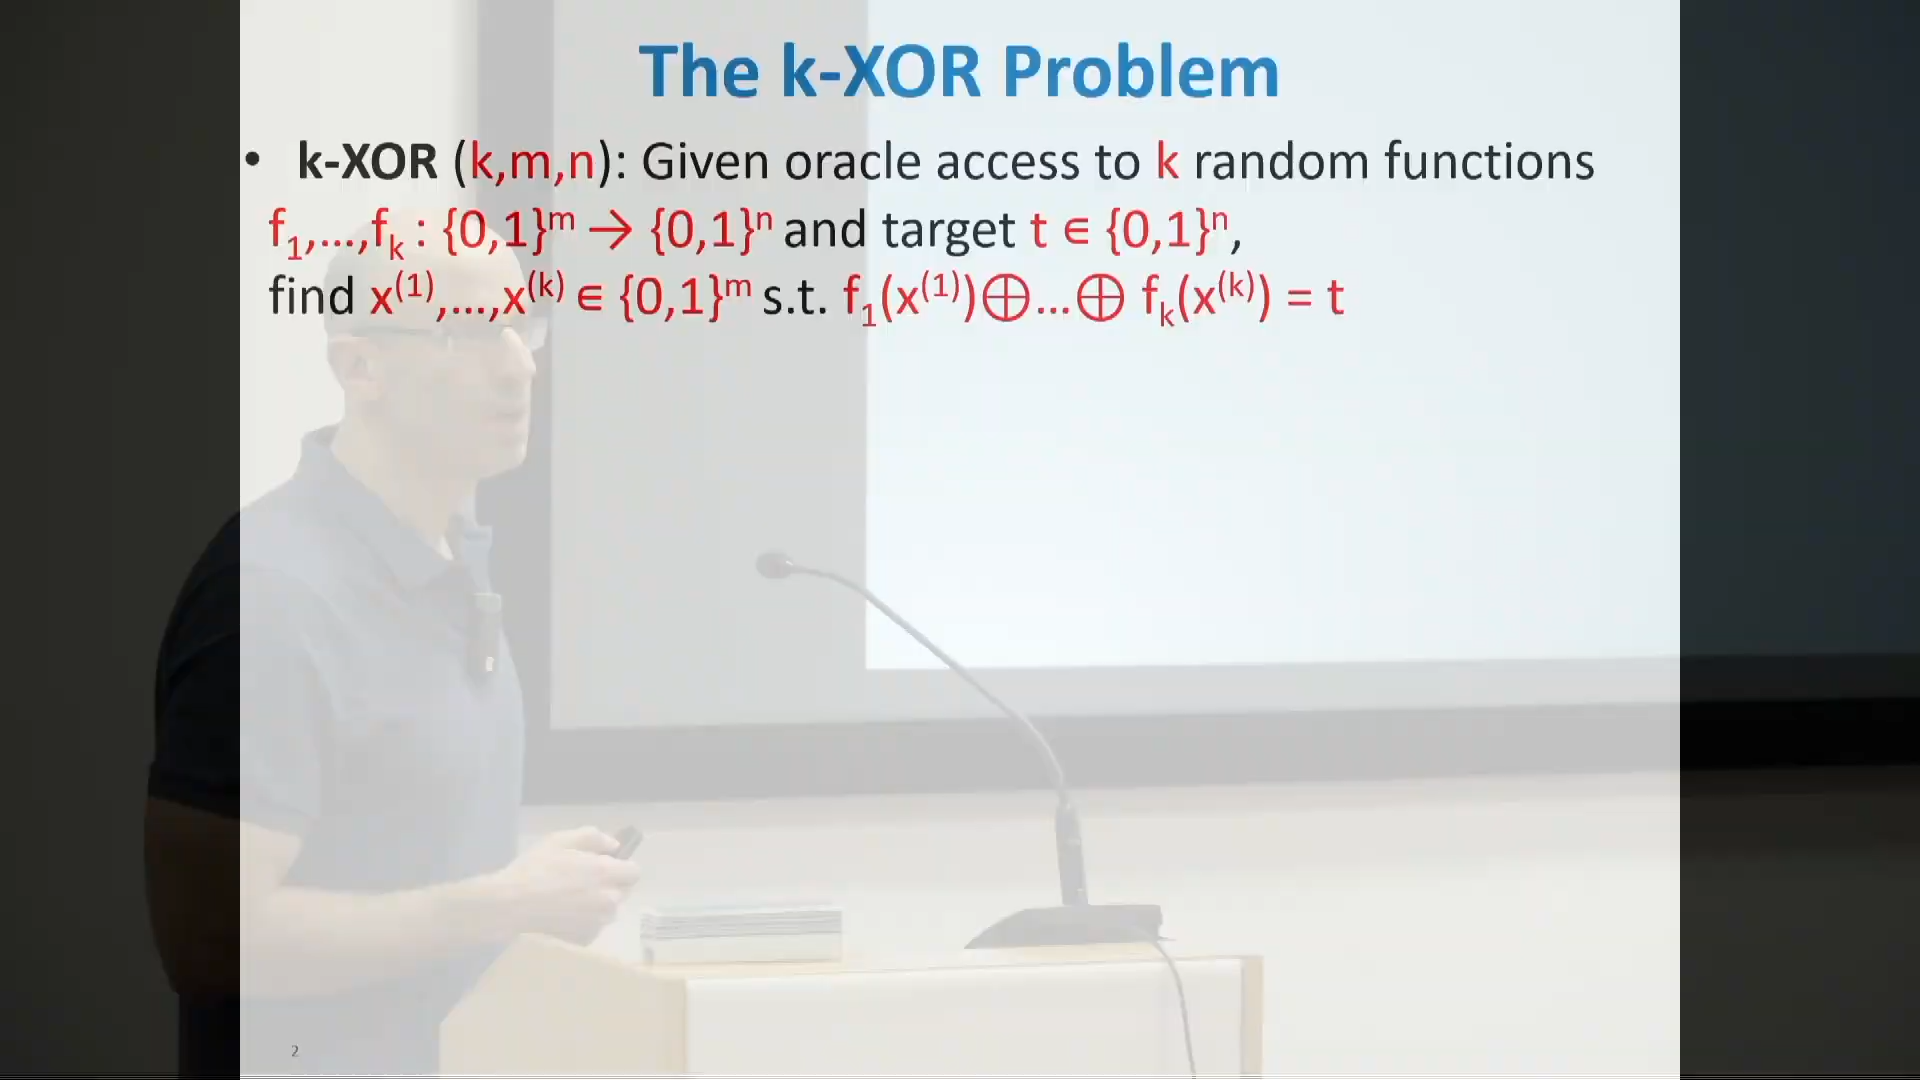 The k-XOR Problem
• k-XOR (k,m,n): Given oracle access to k random functions
f₁,…,fₖ : {0,1}ᵐ → {0,1}ⁿ and target t ∈ {0,1}ⁿ,
find x⁽¹⁾,…,x⁽ᵏ⁾ ∈ {0,1}ᵐ s.t. f₁(x⁽¹⁾)⊕…⊕ fₖ(x⁽ᵏ⁾) = t
2